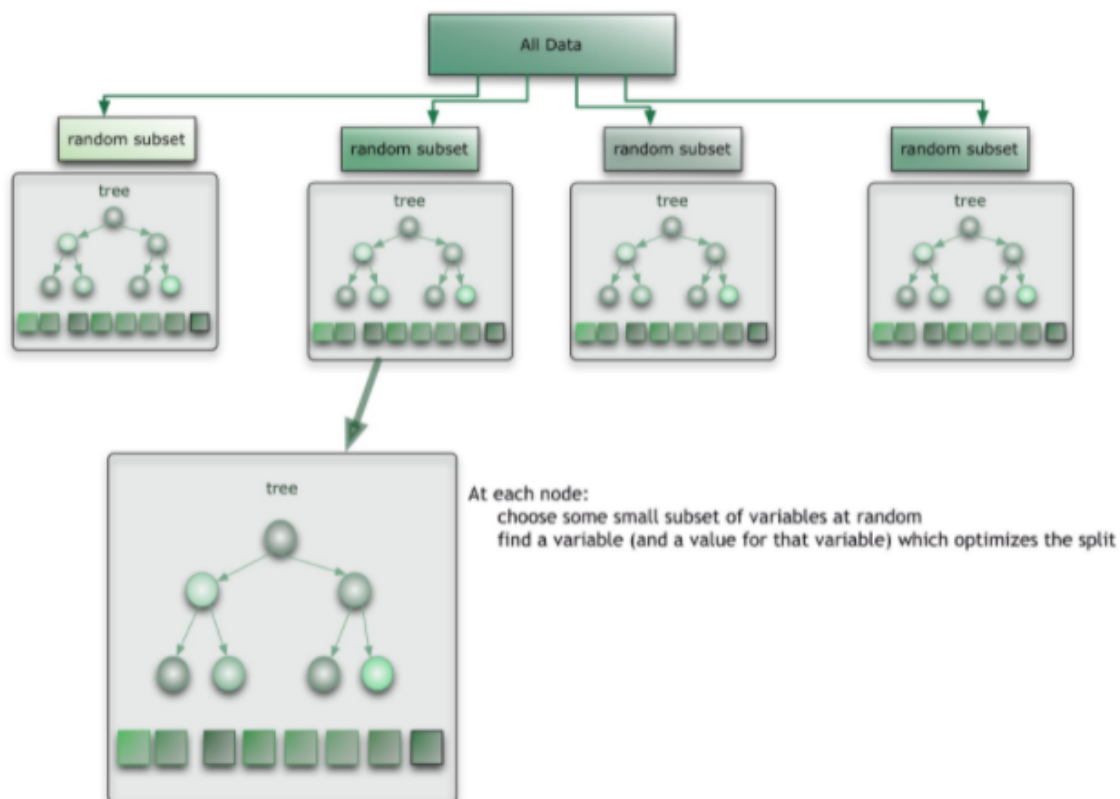 All Data
random subset
random subset
random subset
random subset
tree
tree
tree
tree
tree
At each node:
choose some small subset of variables at random
find a variable (and a value for that variable) which optimizes the split